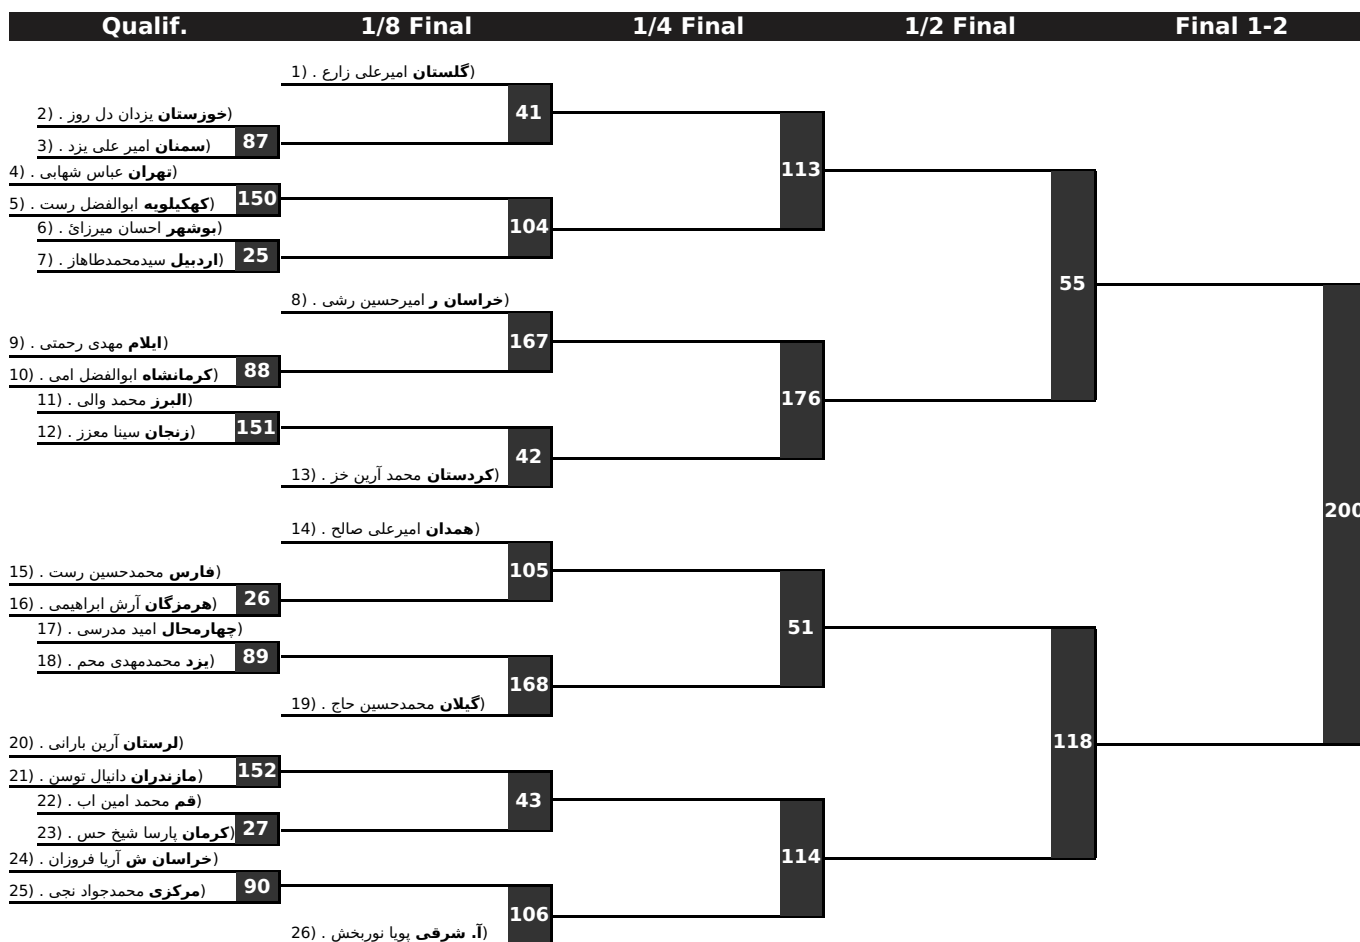 Qualif. 1/8 Final 1/4 Final 1/2 Final Final 1-2
1) . گلستان امیرعلی زارع)
41
2) . خوزستان یزدان دل روز)
87
3) . سمنان امیر علی یزد)
113
4) . تهران عباس شهابی)
150
5) . کهکیلویه ابوالفضل رست)
104
6) . بوشهر احسان میرزائ)
25
7) . اردبیل سیدمحمدطاهاز)
55
8) . خراسان ر امیرحسین رشی)
167
9) . ایلام مهدی رحمتی)
88
10) . کرمانشاه ابوالفضل امی)
176
11) . البرز محمد والی)
151
12) . زنجان سینا معزز)
42
13) . کردستان محمد آرین خز)
200
14) . همدان امیرعلی صالح)
105
15) . فارس محمدحسین رست)
26
16) . هرمزگان آرش ابراهیمی)
51
17) . چهارمحال امید مدرسی)
89
18) . یزد محمدمهدی محم)
168
19) . گیلان محمدحسین حاج)
118
20) . لرستان آرین بارانی)
152
21) . مازندران دانیال توسن)
43
22) . قم محمد امین اب)
27
23) . کرمان پارسا شیخ حس)
114
24) . خراسان ش آریا فروزان)
90
25) . مرکزی محمدجواد نجی)
106
26) . آ. شرقی پویا نوربخش)